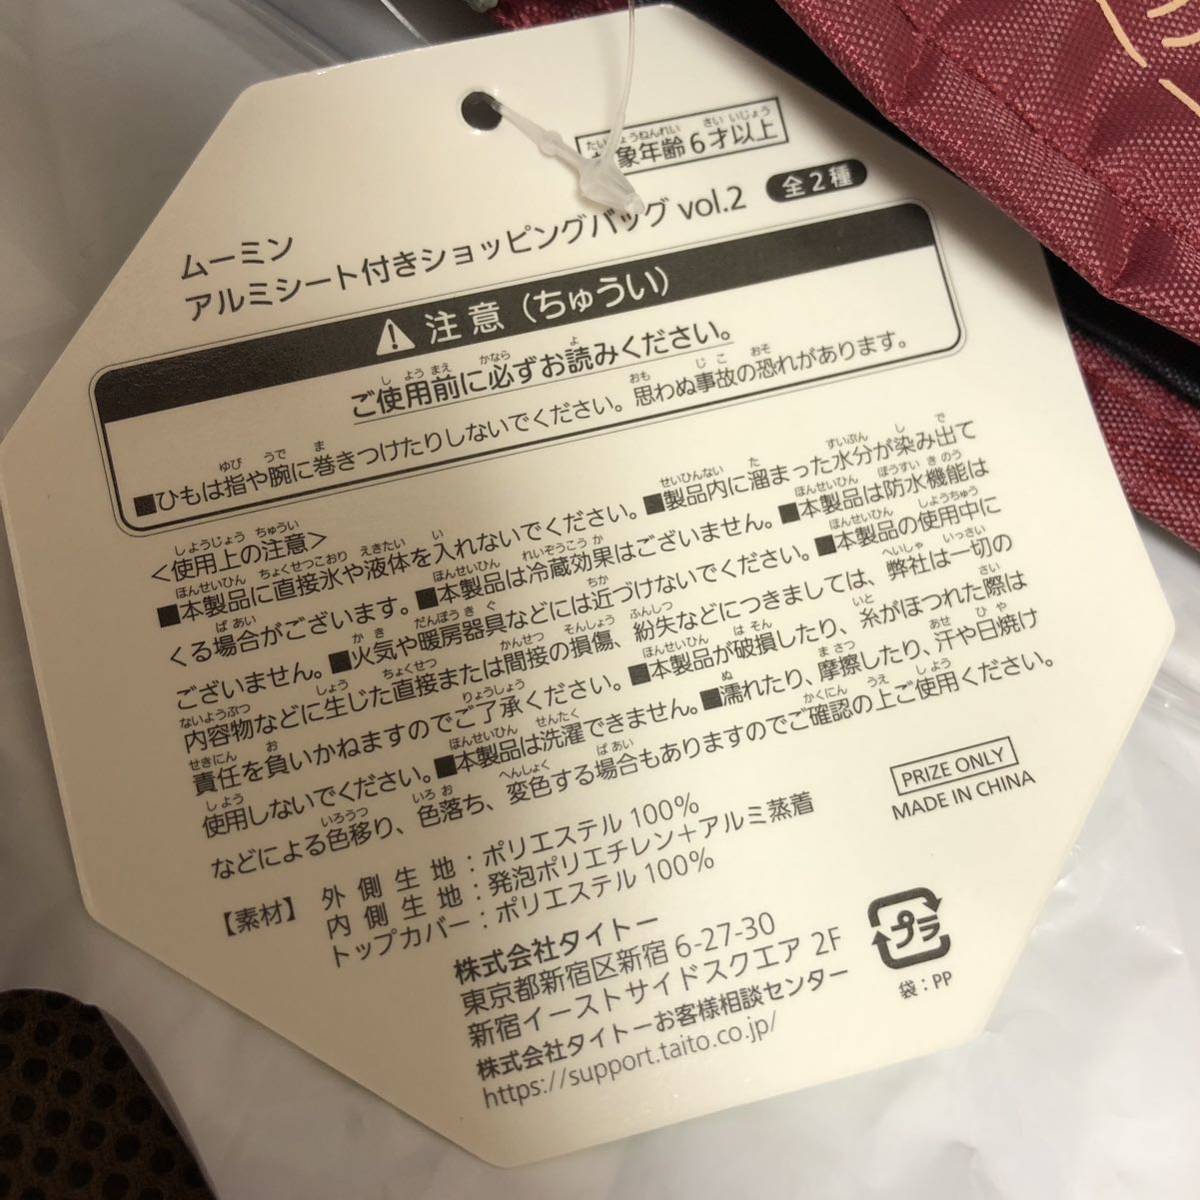 対象年齢6才以上
ムーミン
アルミシート付きショッピングバッグ vol.2 全2種
注意(ちゅうい)
ご使用前に必ずお読みください。
■ひもは指や腕に巻きつけたりしないでください。思わぬ事故の恐れがあります。
<使用上の注意>
■本製品に直接氷や液体を入れないでください。■製品内に溜まった水分が染み出て
くる場合がございます。■本製品は冷蔵効果はございません。■本製品は防水機能は
ございません。■火気や暖房器具などには近づけないでください。■本製品の使用中に
内容物などに生じた直接または間接の損傷、紛失などにつきましては、弊社は一切の
責任を負いかねますのでご了承ください。■本製品が破損したり、糸がほつれた際は
使用しないでください。■本製品は洗濯できません。■濡れたり、摩擦したり、汗や日焼け
などによる色移り、色落ち、変色する場合もありますのでご確認の上ご使用ください。
【素材】 外側生地:ポリエステル 100%
内側生地:発泡ポリエチレン+アルミ蒸着
トップカバー:ポリエステル 100%
PRIZE ONLY
MADE IN CHINA
株式会社タイトー
東京都新宿区新宿 6-27-30
新宿イーストサイドスクエア 2F
株式会社タイトーお客様相談センター
https://support.taito.co.jp/
プラ
袋:PP